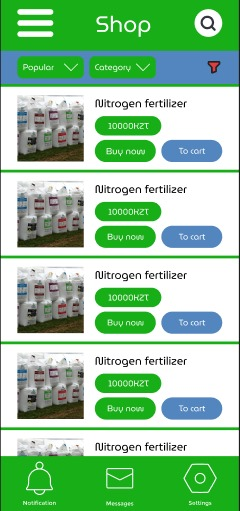 Shop
Popular Category
Nitrogen fertilizer
10000KZT
Buy now To cart
Nitrogen fertilizer
10000KZT
Buy now To cart
Nitrogen fertilizer
10000KZT
Buy now To cart
Nitrogen fertilizer
10000KZT
Buy now To cart
Nitrogen fertilizer
Notification Messages Settings